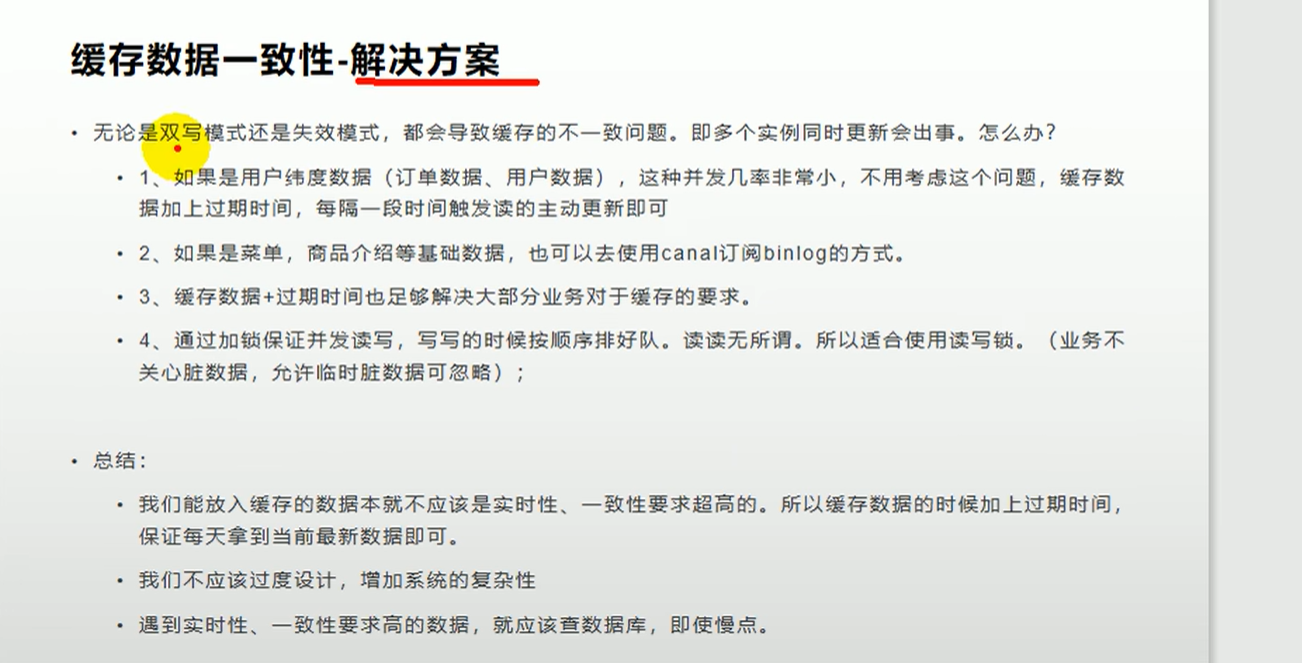 缓存数据一致性-解决方案
• 无论是双写模式还是失效模式，都会导致缓存的不一致问题。即多个实例同时更新会出事。怎么办？
• 1、如果是用户纬度数据（订单数据、用户数据），这种并发几率非常小，不用考虑这个问题，缓存数
据加上过期时间，每隔一段时间触发读的主动更新即可
• 2、如果是菜单，商品介绍等基础数据，也可以去使用canal订阅binlog的方式。
• 3、缓存数据+过期时间也足够解决大部分业务对于缓存的要求。
• 4、通过加锁保证并发读写，写写的时候按顺序排好队。读读无所谓。所以适合使用读写锁。（业务不
关心脏数据，允许临时脏数据可忽略）；
• 总结：
• 我们能放入缓存的数据本就不应该是实时性、一致性要求超高的。所以缓存数据的时候加上过期时间，
保证每天拿到当前最新数据即可。
• 我们不应该过度设计，增加系统的复杂性
• 遇到实时性、一致性要求高的数据，就应该查数据库，即使慢点。